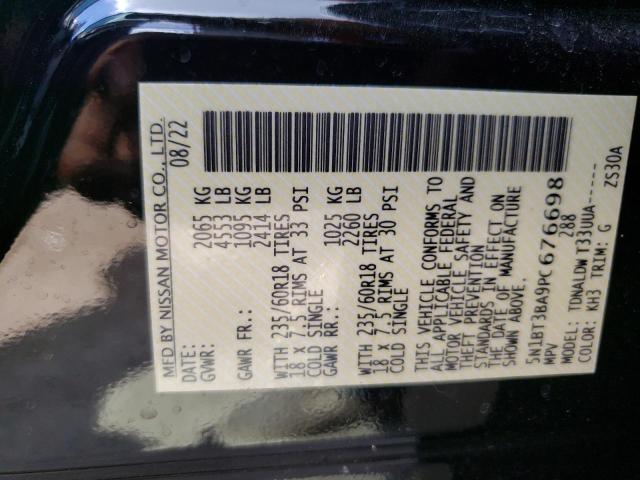 MFD BY NISSAN MOTOR CO., LTD.
08/22
GVWR: 2065 KG
4553 LB
GAWR FR.: 1095 KG
2414 LB
WITH 235/60R18 TIRES
18 x 7.5 RIMS AT 33 PSI
COLD SINGLE
GAWR RR.: 1025 KG
2260 LB
WITH 235/60R18 TIRES
18 x 7.5 RIMS AT 30 PSI
COLD SINGLE
THIS VEHICLE CONFORMS TO
ALL APPLICABLE FEDERAL
MOTOR VEHICLE SAFETY AND
THEFT PREVENTION
STANDARDS IN EFFECT ON
THE DATE OF MANUFACTURE
SHOWN ABOVE.
5N1BT3BA9PC676698
MPV 288
MODEL: TDNALDWT33UUA------
COLOR: KH3 TRIM: G ZS30A